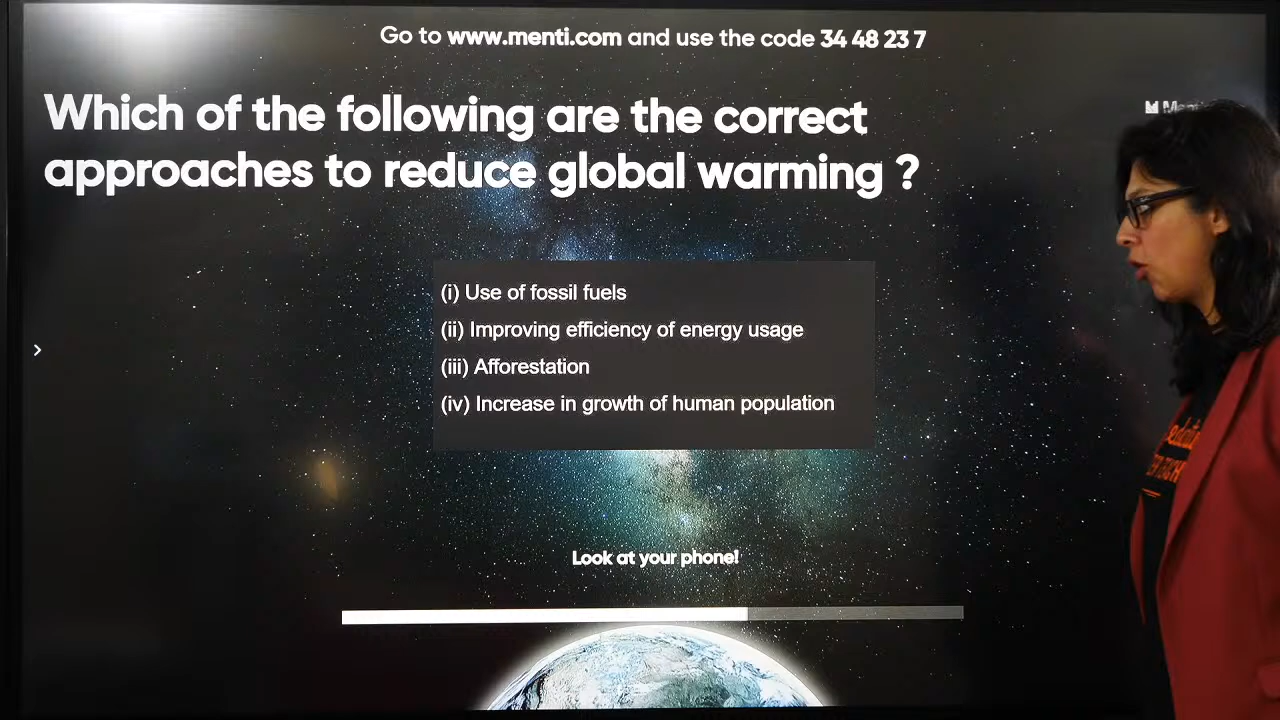 Go to www.menti.com and use the code 34 48 23 7
Which of the following are the correct
approaches to reduce global warming ?
(i) Use of fossil fuels
(ii) Improving efficiency of energy usage
(iii) Afforestation
(iv) Increase in growth of human population
Look at your phone!